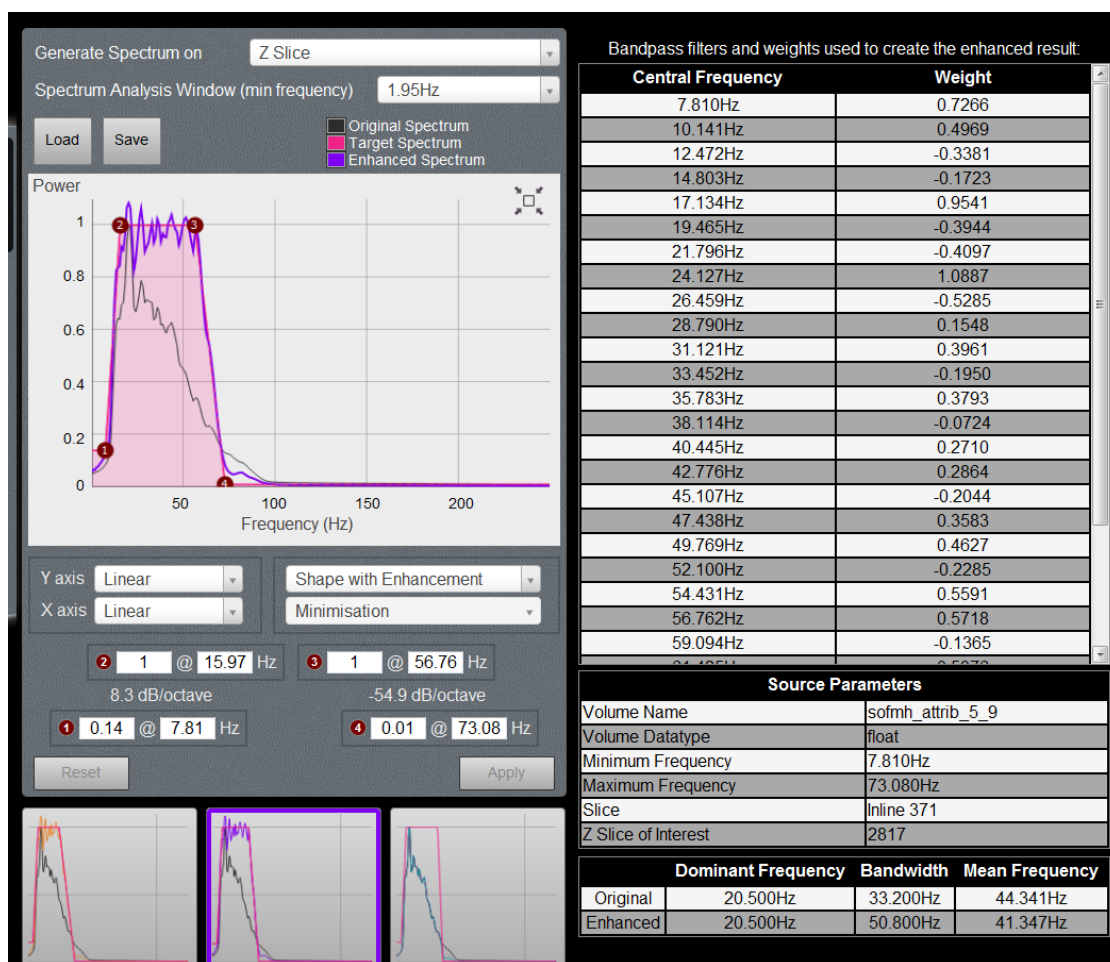 Generate Spectrum on Z Slice
Spectrum Analysis Window (min frequency) 1.95Hz
Load Save
Original Spectrum
Target Spectrum
Enhanced Spectrum
Power
1
2 3
0.8
0.6
0.4
0.2
1
0
4
50 100 150 200
Frequency (Hz)
Y axis Linear Shape with Enhancement
X axis Linear Minimisation
2 1 @ 15.97 Hz 3 1 @ 56.76 Hz
8.3 dB/octave -54.9 dB/octave
1 0.14 @ 7.81 Hz 4 0.01 @ 73.08 Hz
Reset Apply
Bandpass filters and weights used to create the enhanced result:
Central Frequency Weight
7.810Hz 0.7266
10.141Hz 0.4969
12.472Hz -0.3381
14.803Hz -0.1723
17.134Hz 0.9541
19.465Hz -0.3944
21.796Hz -0.4097
24.127Hz 1.0887
26.459Hz -0.5285
28.790Hz 0.1548
31.121Hz 0.3961
33.452Hz -0.1950
35.783Hz 0.3793
38.114Hz -0.0724
40.445Hz 0.2710
42.776Hz 0.2864
45.107Hz -0.2044
47.438Hz 0.3583
49.769Hz 0.4627
52.100Hz -0.2285
54.431Hz 0.5591
56.762Hz 0.5718
59.094Hz -0.1365
Source Parameters
Volume Name sofmh_attrib_5_9
Volume Datatype float
Minimum Frequency 7.810Hz
Maximum Frequency 73.080Hz
Slice Inline 371
Z Slice of Interest 2817
Dominant Frequency Bandwidth Mean Frequency
Original 20.500Hz 33.200Hz 44.341Hz
Enhanced 20.500Hz 50.800Hz 41.347Hz